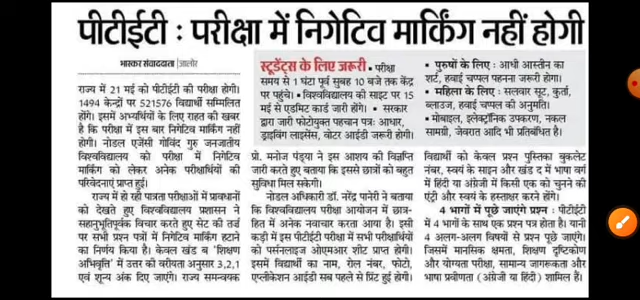 पीटीईटी : परीक्षा में निगेटिव मार्किंग नहीं होगी
भास्कर संवाददाता | जालोर
राज्य में 21 मई को पीटीईटी की परीक्षा होगी।
1494 केन्द्रों पर 521576 विद्यार्थी सम्मिलित
होंगे। इसमें अभ्यर्थियों के लिए राहत की खबर
है कि परीक्षा में इस बार निगेटिव मार्किंग नहीं
होगी। नोडल एजेंसी गोविंद गुरु जनजातीय
विश्वविद्यालय को परीक्षा में निगेटिव
मार्किंग को लेकर अनेक परीक्षार्थियों की
परिवेदनाएं प्राप्त हुई।
राज्य में हो रही पात्रता परीक्षाओं में प्रावधानों
को देखते हुए विश्वविद्यालय प्रशासन ने
सहानुभूतिपूर्वक विचार करते हुए सेट की तर्ज
पर सभी प्रश्न पत्रों में निगेटिव मार्किंग हटाने
का निर्णय किया है। केवल खंड ब 'शिक्षण
अभिवृत्ति' में उत्तर की वरीयता अनुसार 3,2,1
एवं शून्य अंक दिए जाएंगे। राज्य समन्वयक
स्टूडेंट्स के लिए जरूरी • परीक्षा
समय से 1 घंटा पूर्व सुबह 10 बजे तक केंद्र
पर पहुंचे। • विश्वविद्यालय की साइट पर 15
मई से एडमिट कार्ड जारी होंगे। • सरकार
द्वारा जारी फोटोयुक्त पहचान पत्र: आधार,
ड्राइविंग लाइसेंस, वोटर आईडी जरूरी होगी।
• पुरुषों के लिए : आधी आस्तीन का
शर्ट, हवाई चप्पल पहनना जरूरी होगा।
• महिला के लिए : सलवार सूट, कुर्ता,
ब्लाउज, हवाई चप्पल की अनुमति।
• मोबाइल, इलेक्ट्रॉनिक उपकरण, नकल
सामग्री, जेवरात आदि भी प्रतिबंधित है।
प्रो. मनोज पंड्या ने इस आशय की विज्ञप्ति
जारी करते हुए बताया कि इससे छात्रों को बहुत
सुविधा मिल सकेगी।
नोडल अधिकारी डॉ. नरेंद्र पानेरी ने बताया
कि विश्वविद्यालय परीक्षा आयोजन में छात्र-
हित में अनेक नवाचार करता आया है। इसी
कड़ी में इस पीटीईटी परीक्षा में सभी परीक्षार्थियों
को पर्सनलाइज ओएमआर शीट प्राप्त होगी।
इसमें विद्यार्थी का नाम, रोल नंबर, फोटो,
एप्लीकेशन आईडी सब पहले से प्रिंट हुई होगी।
विद्यार्थी को केवल प्रश्न पुस्तिका बुकलेट
नंबर, स्वयं के साइन और खंड द में भाषा वर्ग
में हिंदी या अंग्रेजी में किसी एक को चुनने की
एंट्री और स्वयं के हस्ताक्षर करने होंगे।
4 भागों में पूछे जाएंगे प्रश्न : पीटीईटी
में 4 भागों के साथ एक प्रश्न पत्र होता है। यानी
4 अलग-अलग विषयों से प्रश्न पूछे जाएंगे।
जिसमें मानसिक क्षमता, शिक्षण दृष्टिकोण
और योग्यता परीक्षा, सामान्य जागरूकता और
भाषा प्रवीणता (अंग्रेजी या हिंदी) शामिल हैं।